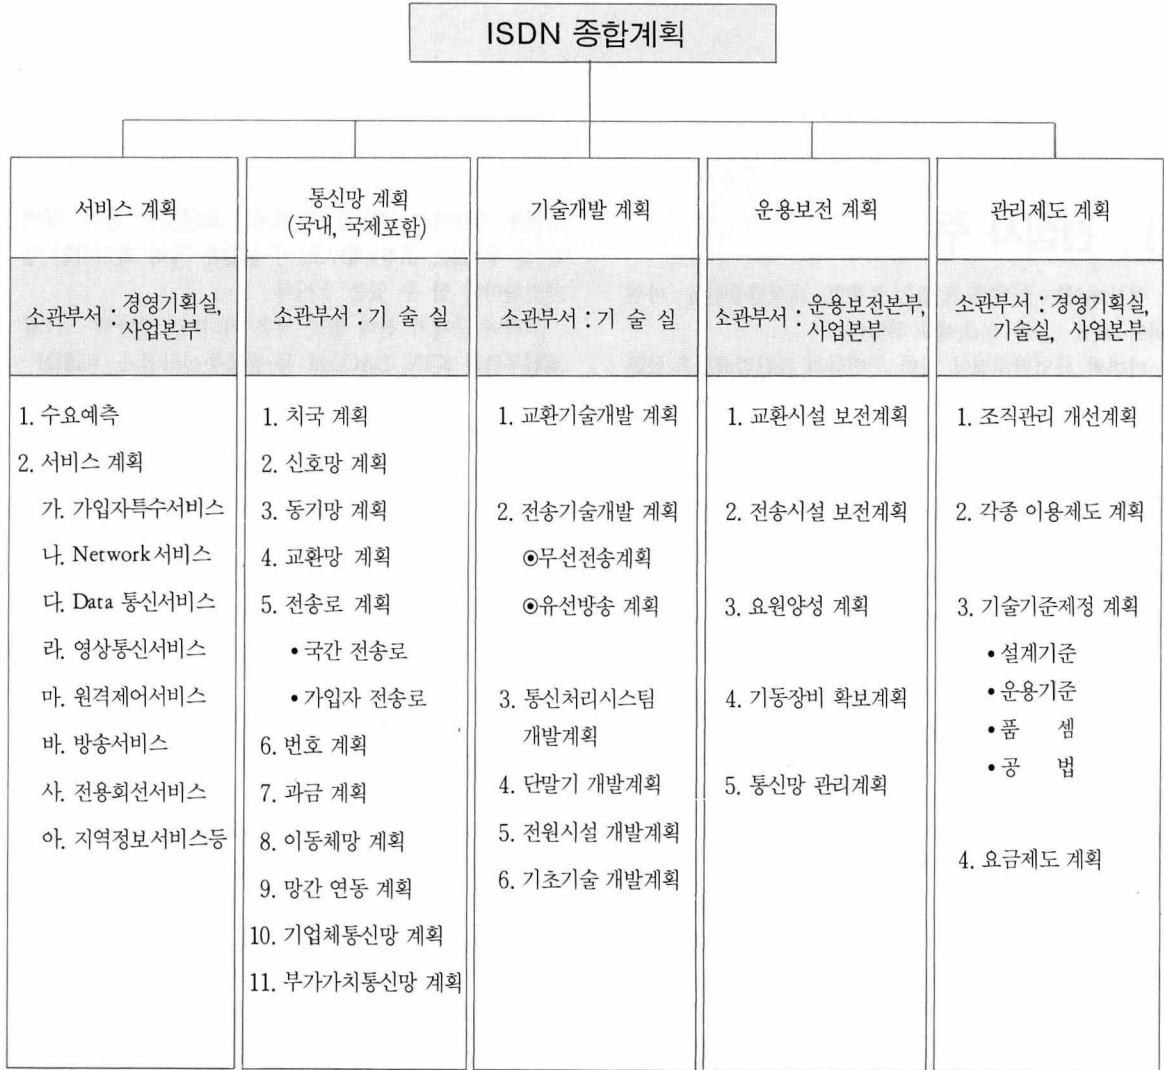 ISDN 종합계획
서비스 계획
소관부서 : 경영기획실,
사업본부
1. 수요예측
2. 서비스 계획
가. 가입자특수서비스
나. Network서비스
다. Data 통신서비스
라. 영상통신서비스
마. 원격제어서비스
바. 방송서비스
사. 전용회선서비스
아. 지역정보서비스등
통신망 계획
(국내, 국제포함)
소관부서 : 기 술 실
1. 치국 계획
2. 신호망 계획
3. 동기망 계획
4. 교환망 계획
5. 전송로 계획
• 국간 전송로
• 가입자 전송로
6. 번호 계획
7. 과금 계획
8. 이동체망 계획
9. 망간 연동 계획
10. 기업체통신망 계획
11. 부가가치통신망 계획
기술개발 계획
소관부서 : 기 술 실
1. 교환기술개발 계획
2. 전송기술개발 계획
◉무선전송계획
◉유선방송 계획
3. 통신처리시스팀
개발계획
4. 단말기 개발계획
5. 전원시설 개발계획
6. 기초기술 개발계획
운용보전 계획
소관부서 : 운용보전본부,
사업본부
1. 교환시설 보전계획
2. 전송시설 보전계획
3. 요원양성 계획
4. 기동장비 확보계획
5. 통신망 관리계획
관리제도 계획
소관부서 : 경영기획실,
기술실, 사업본부
1. 조직관리 개선계획
2. 각종 이용제도 계획
3. 기술기준제정 계획
• 설계기준
• 운용기준
• 품 셈
• 공 법
4. 요금제도 계획